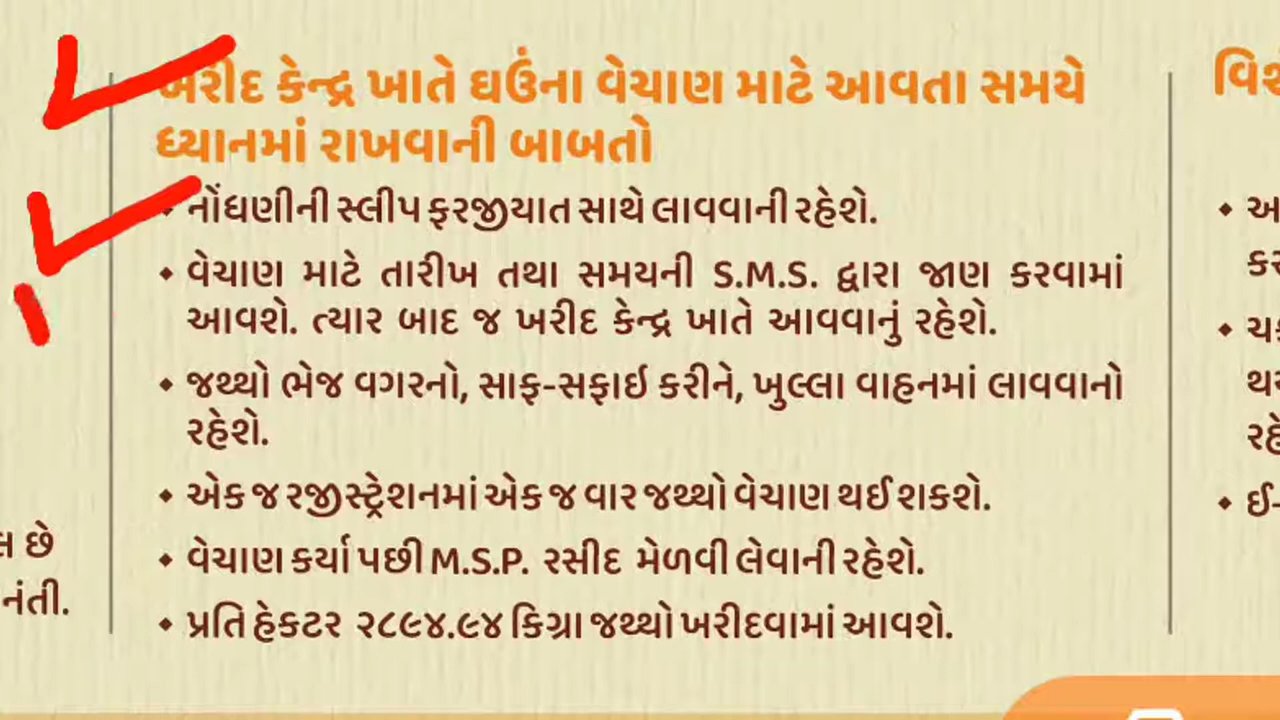 ખરીદ કેન્દ્ર ખાતે ઘઉંના વેચાણ માટે આવતા સમયે
ધ્યાનમાં રાખવાની બાબતો
• નોંધણીની સ્લીપ ફરજીયાત સાથે લાવવાની રહેશે.
• વેચાણ માટે તારીખ તથા સમયની S.M.S. દ્વારા જાણ કરવામાં
આવશે. ત્યાર બાદ જ ખરીદ કેન્દ્ર ખાતે આવવાનું રહેશે.
• જથ્થો ભેજ વગરનો, સાફ-સફાઇ કરીને, ખુલ્લા વાહનમાં લાવવાનો
રહેશે.
• એક જ રજીસ્ટ્રેશનમાં એક જ વાર જથ્થો વેચાણ થઈ શકશે.
• વેચાણ કર્યા પછી M.S.P. રસીદ મેળવી લેવાની રહેશે.
• પ્રતિ હેકટર ૨૮૯૪.૯૪ કિગ્રા જથ્થો ખરીદવામાં આવશે.
છે